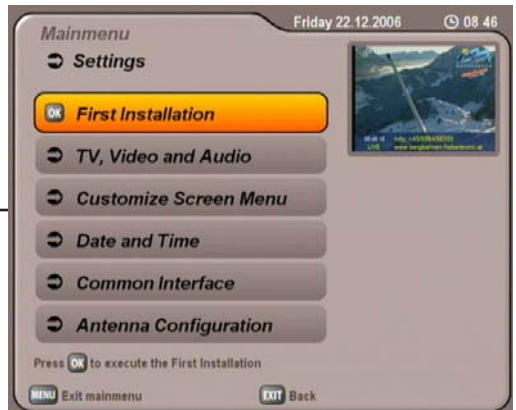 Friday 22.12.2006 08 46
Mainmenu
Settings
OK First Installation
TV, Video and Audio
Customize Screen Menu
Date and Time
Common Interface
Antenna Configuration
LIVE
Press OK to execute the First Installation
MENU Exit mainmenu EXIT Back